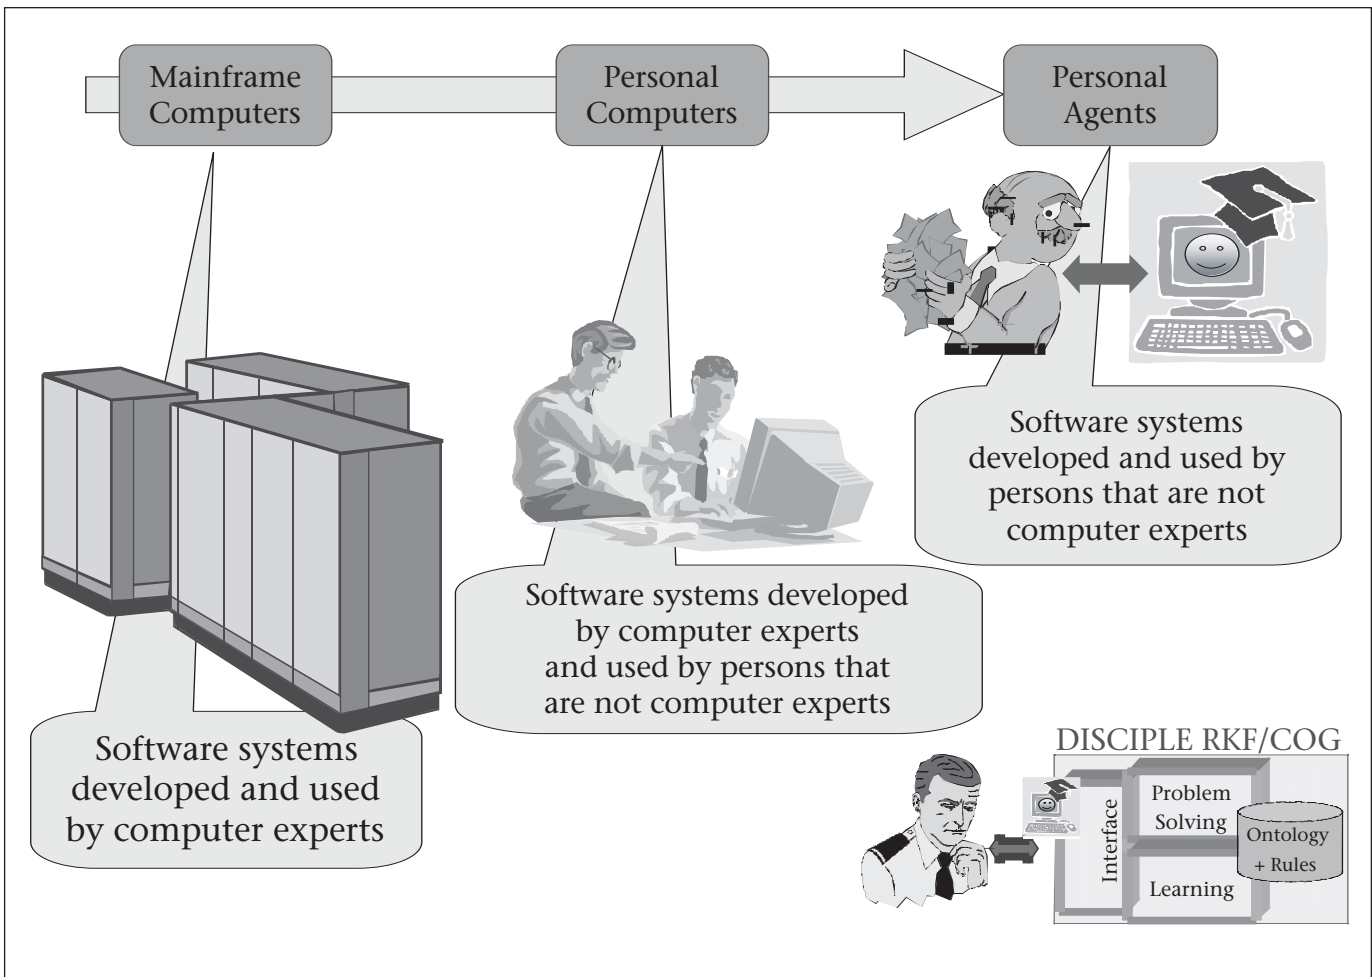 Mainframe
Computers
Personal
Computers
Personal
Agents
Software systems
developed and used by
persons that are not
computer experts
Software systems developed
by computer experts
and used by persons that
are not computer experts
Software systems
developed and used
by computer experts
DISCIPLE RKF/COG
Interface
Problem
Solving
Learning
Ontology
+ Rules